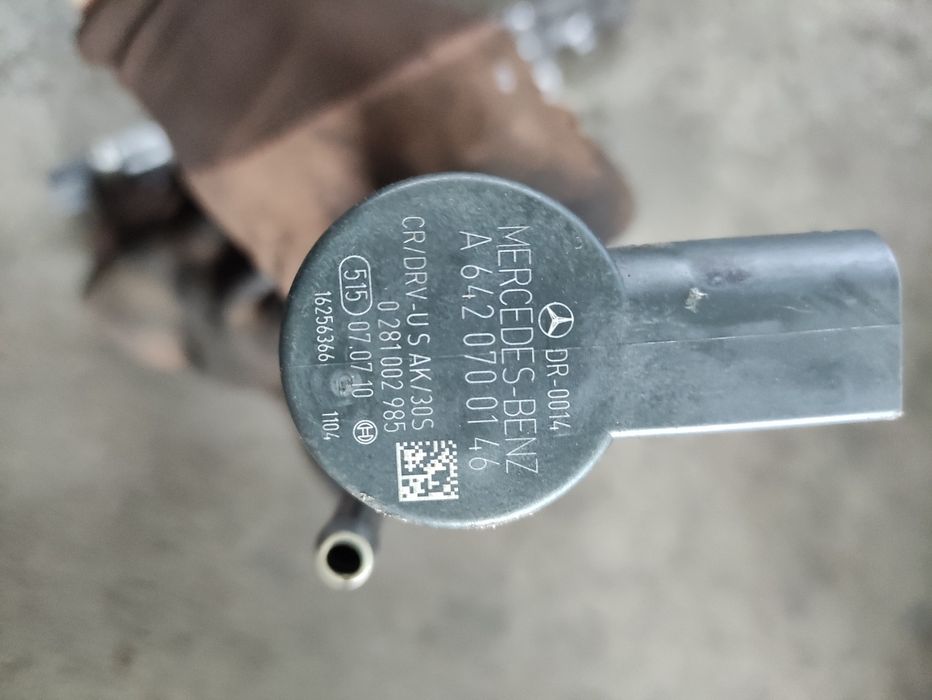 DR-0014
MERCEDES-BENZ
A 642 070 01 46
CR/DRV-U S AK/30S
0 281 002 985
515 07.07.10
16256366 1104